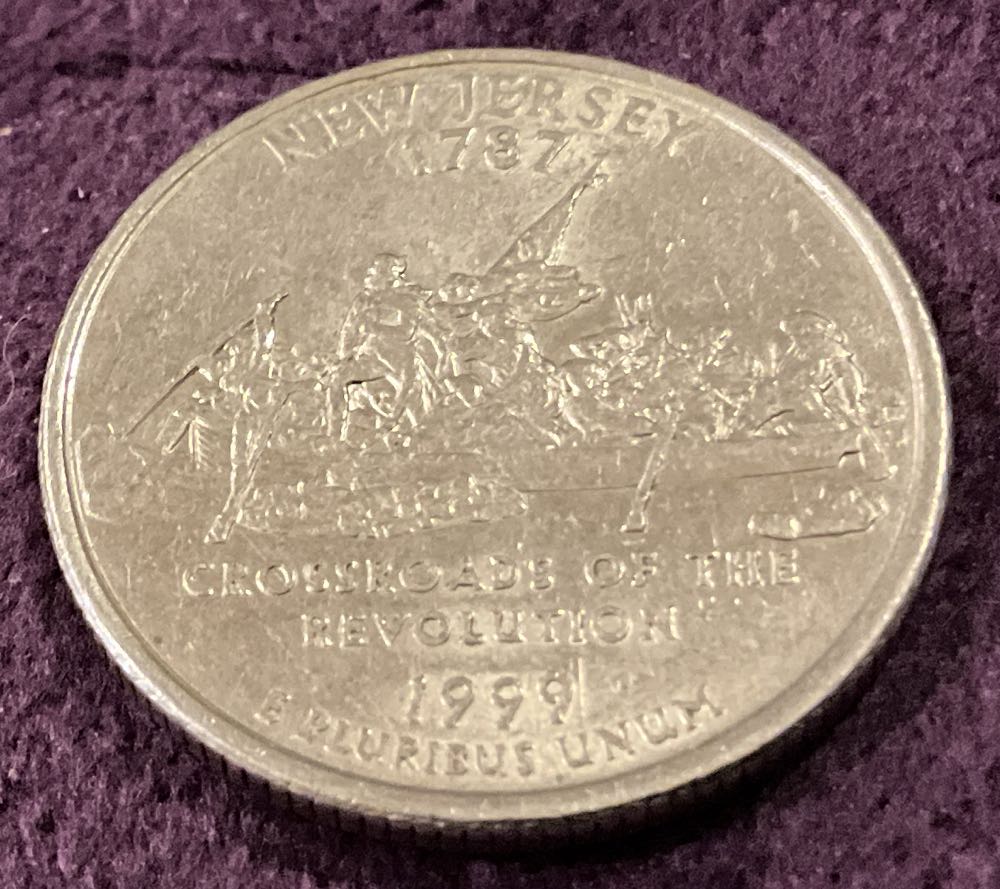 NEW JERSEY
1787
CROSSROADS OF THE
REVOLUTION
1999
E PLURIBUS UNUM